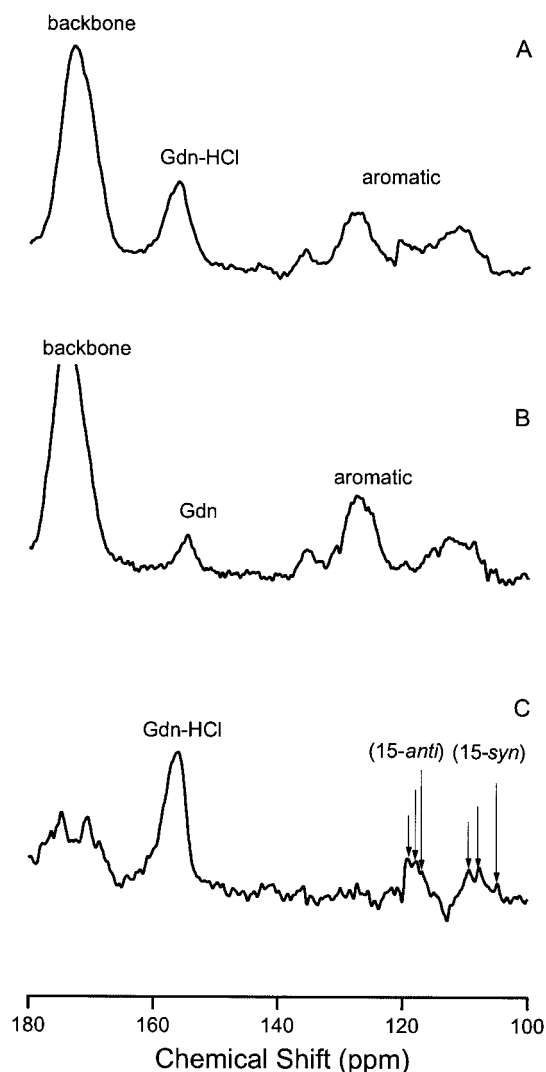 backbone
A
Gdn-HCl
aromatic
backbone
B
aromatic
Gdn
C
Gdn-HCl
(15-anti) (15-syn)
180 160 140 120 100
Chemical Shift (ppm)